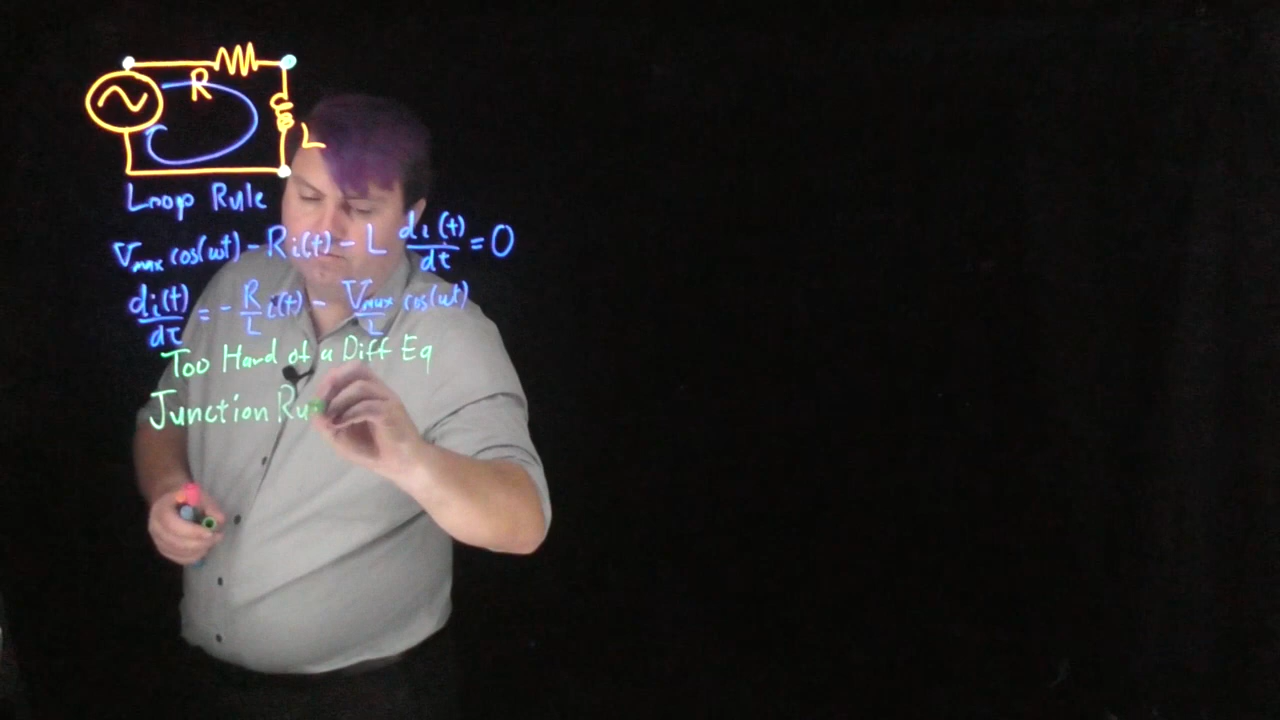 R
L
Loop Rule
Vmax cos(ωt) - R i(t) - L di(t)/dt = 0
di(t)/dt = - R/L i(t) - Vmax/L cos(ωt)
Too Hard of a Diff Eq
Junction Ru